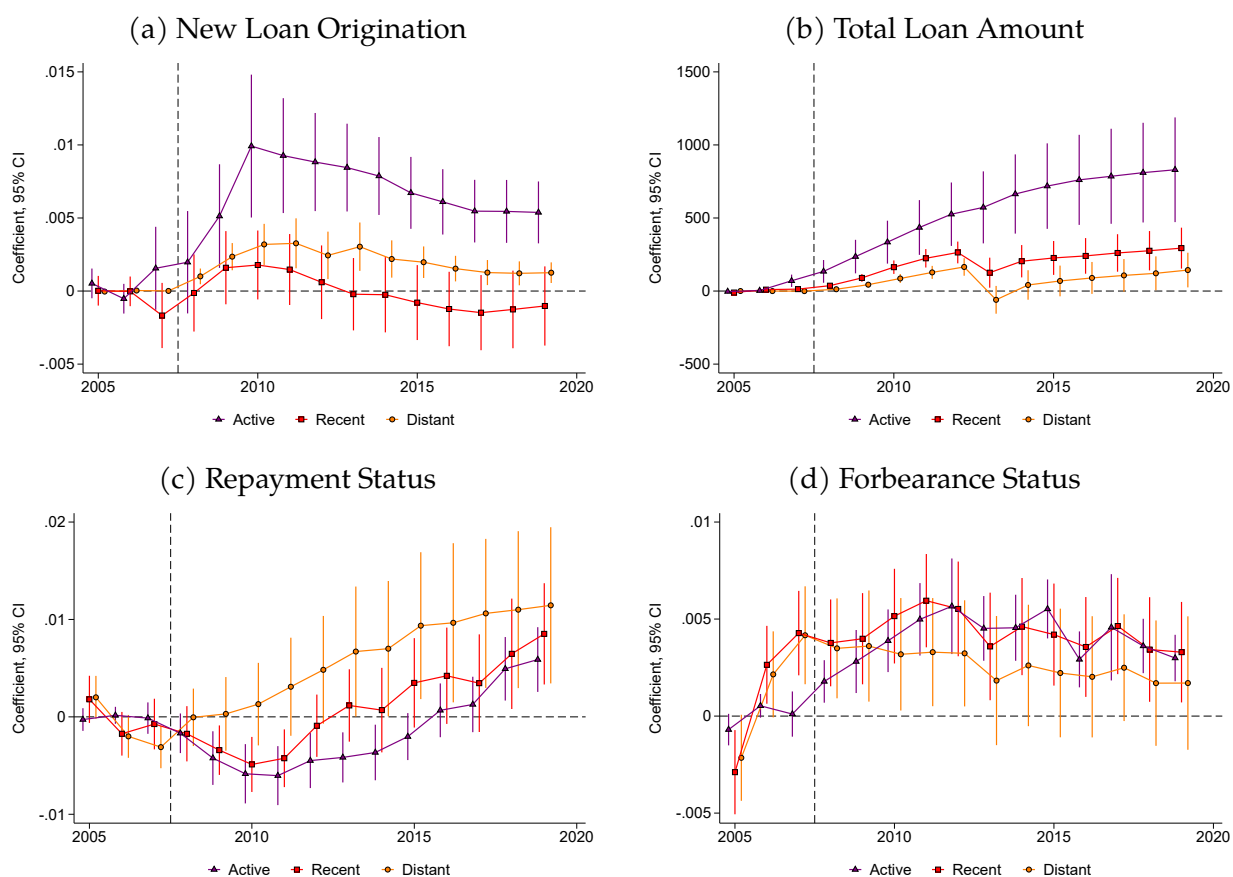 (a) New Loan Origination
.015
.01
.005
0
-.005
Coefficient, 95% CI
2005 2010 2015 2020
Active Recent Distant
(b) Total Loan Amount
1500
1000
500
0
-500
Coefficient, 95% CI
2005 2010 2015 2020
Active Recent Distant
(c) Repayment Status
.02
.01
0
-.01
Coefficient, 95% CI
2005 2010 2015 2020
Active Recent Distant
(d) Forbearance Status
.01
.005
0
-.005
Coefficient, 95% CI
2005 2010 2015 2020
Active Recent Distant